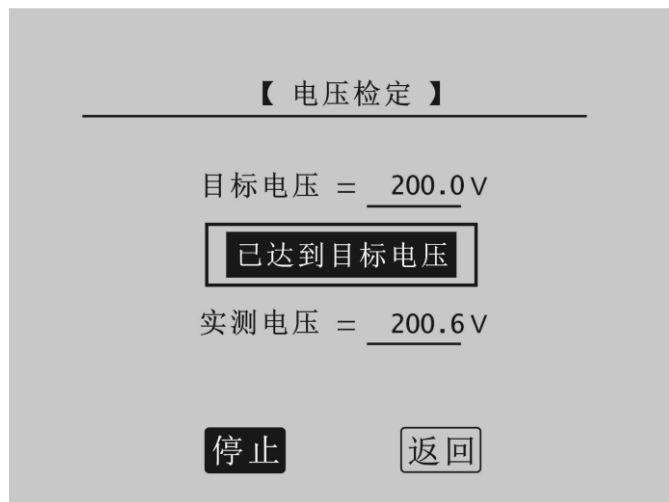 【 电压检定 】
目标电压 = 200.0V
已达到目标电压
实测电压 = 200.6V
停止 返回